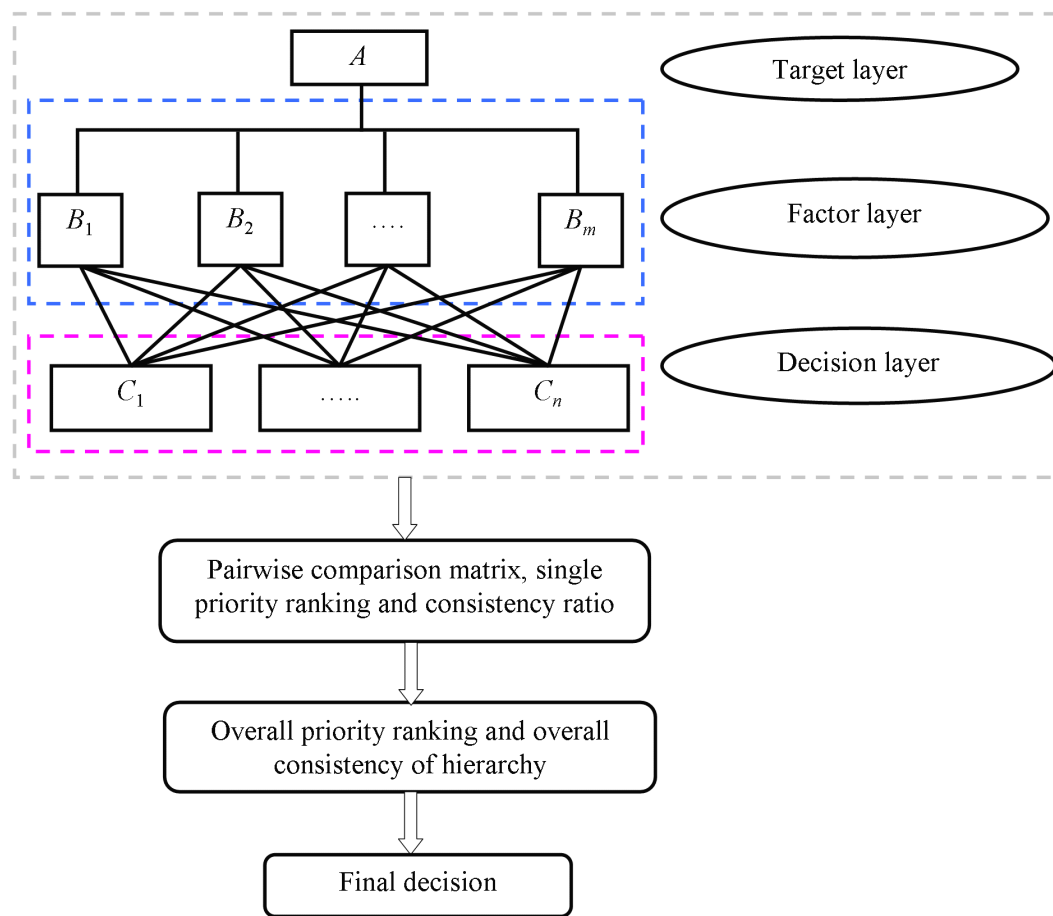 A
Target layer
B1
B2
....
Bm
Factor layer
C1
.....
Cn
Decision layer
Pairwise comparison matrix, single
priority ranking and consistency ratio
Overall priority ranking and overall
consistency of hierarchy
Final decision